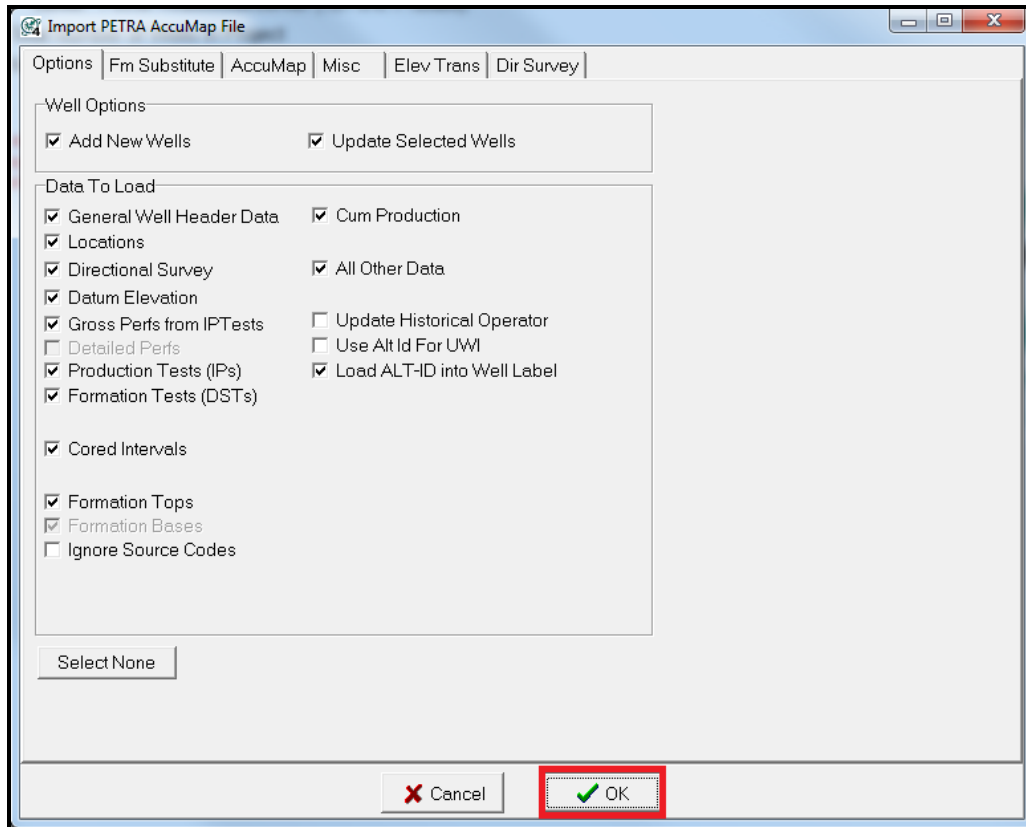 Import PETRA AccuMap File
Options Fm Substitute AccuMap Misc Elev Trans Dir Survey
Well Options
Add New Wells Update Selected Wells
Data To Load
General Well Header Data Cum Production
Locations
Directional Survey All Other Data
Datum Elevation
Gross Perfs from IPTests Update Historical Operator
Detailed Perfs Use Alt Id For UWI
Production Tests (IPs) Load ALT-ID into Well Label
Formation Tests (DSTs)
Cored Intervals
Formation Tops
Formation Bases
Ignore Source Codes
Select None
Cancel OK